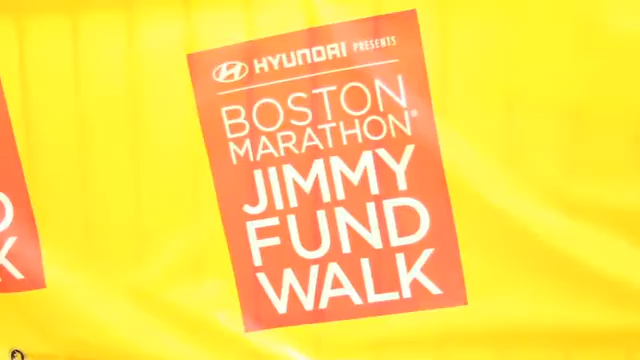 HYUNDAI PRESENTS
BOSTON
MARATHON®
JIMMY
FUND
WALK
K